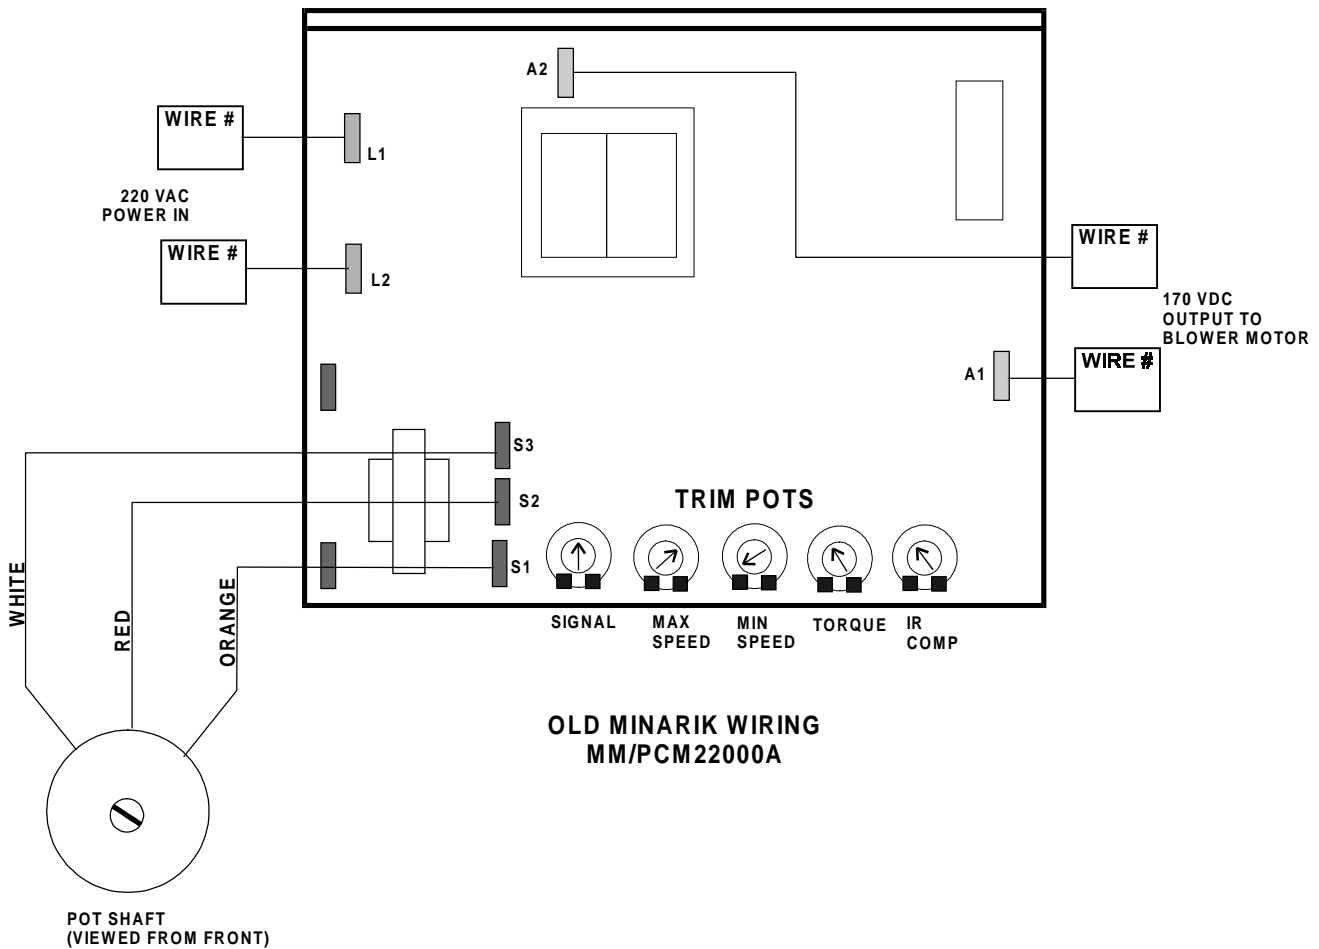 A2
WIRE #
L1
220 VAC
POWER IN
WIRE #
L2
WIRE #
170 VDC
OUTPUT TO
BLOWER MOTOR
A1
WIRE #
S3
S2
S1
TRIM POTS
SIGNAL
MAX
SPEED
MIN
SPEED
TORQUE
IR
COMP
WHITE
RED
ORANGE
OLD MINARIK WIRING
MM/PCM22000A
POT SHAFT
(VIEWED FROM FRONT)